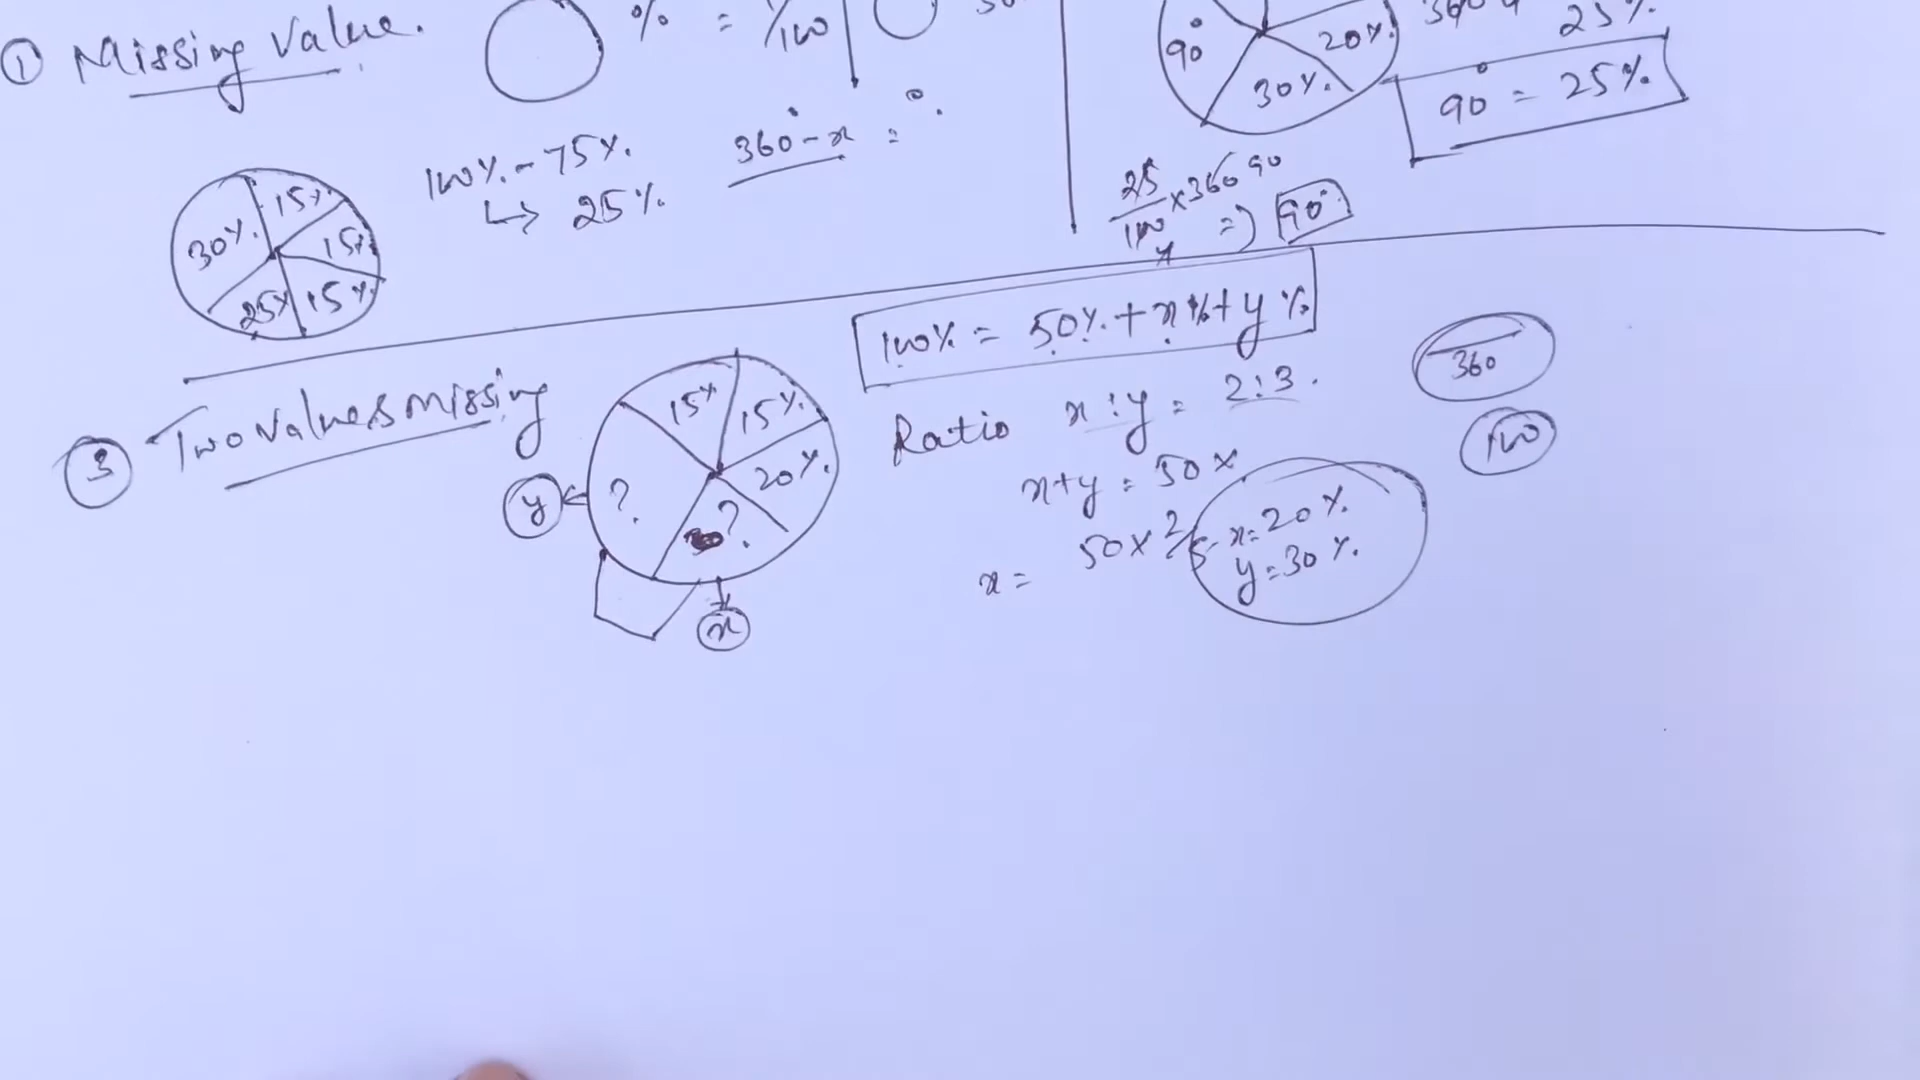 ① Missing Value.
% = /100
90°
20%.
30%.
25%.
90° = 25%.
100%. - 75%.
↳ 25%.
360° - x = °.
25/100 × 360 90
=> 90°
30%.
15%.
15%
15%.
25%
100% = 50%. + x% + y%.
③ Two Values missing
15%
15%.
20%.
?
?.
y
x
Ratio x : y = 2:3.
x+y = 50%
x = 50 × 2/5
x = 20%.
y = 30%.
360
100